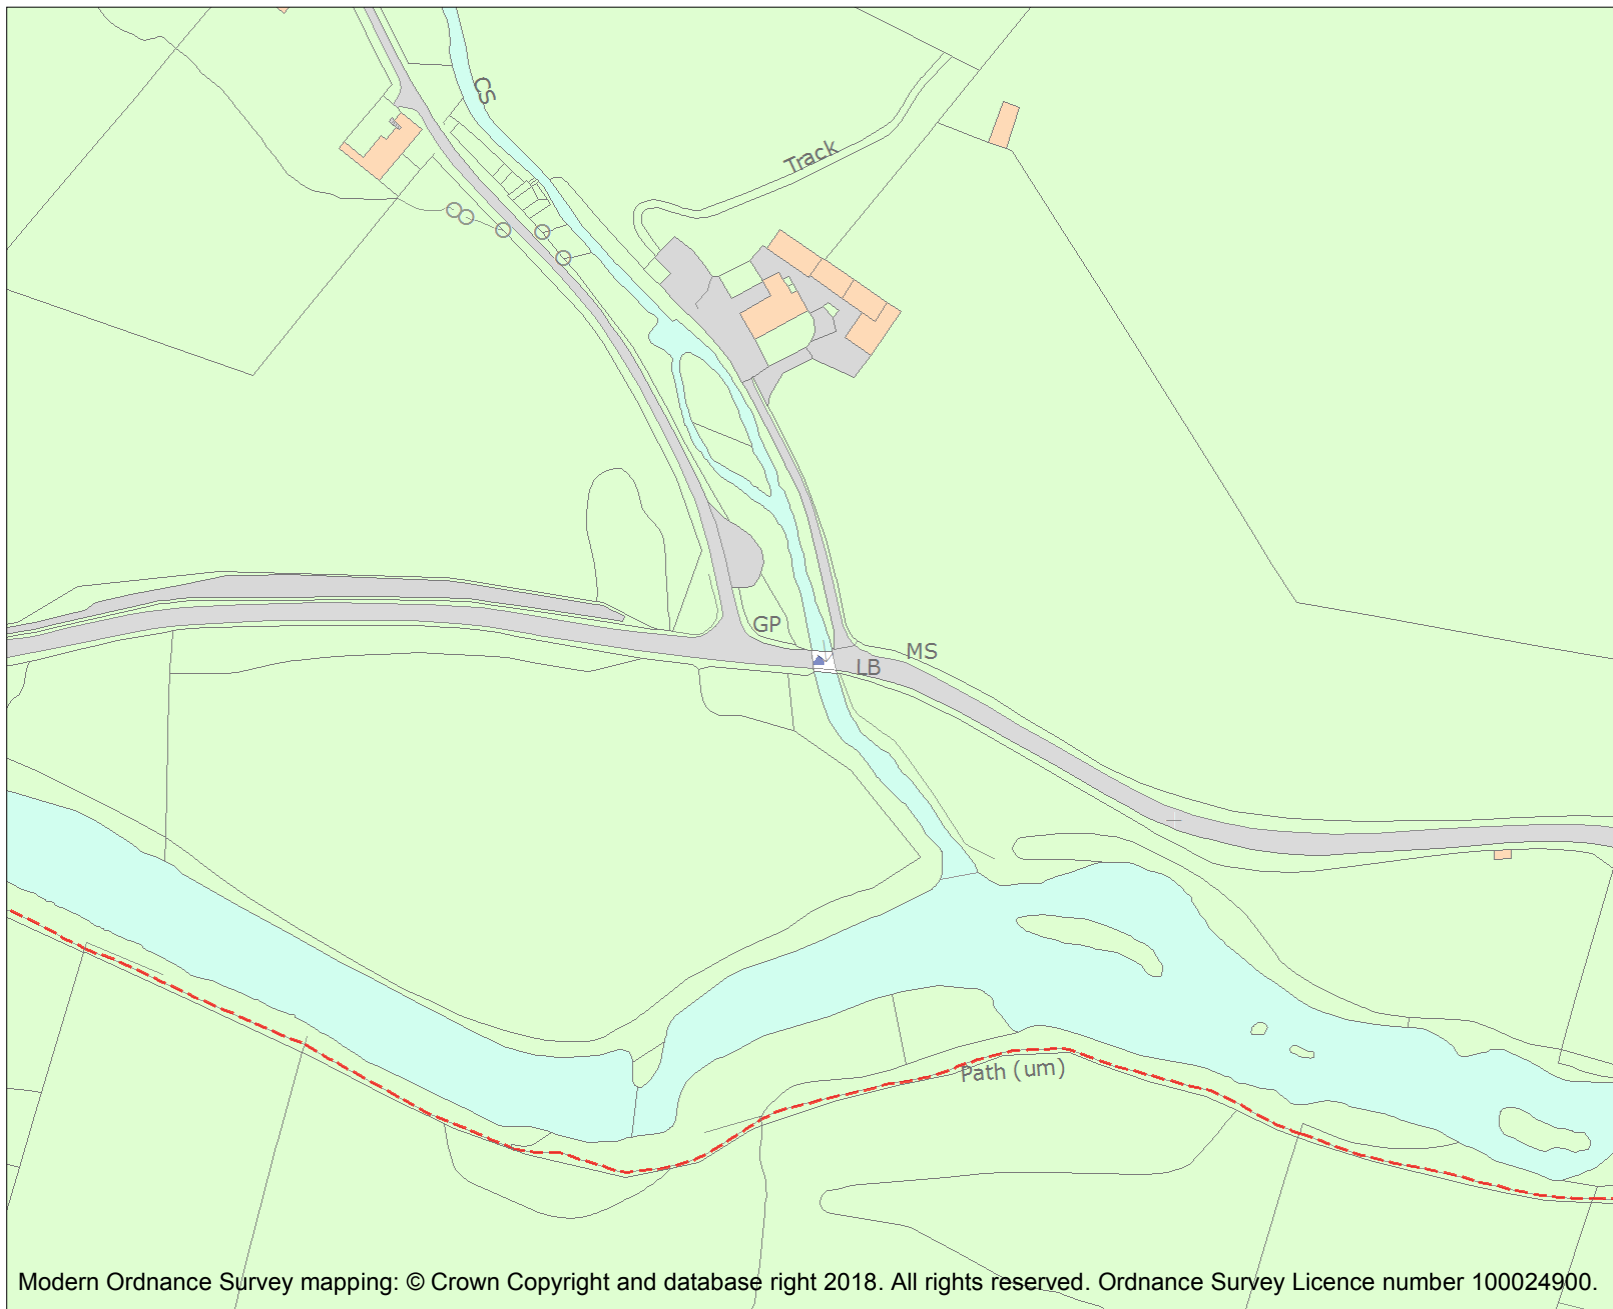 CS
Track
GP
MS
LB
Path (um)
Modern Ordnance Survey mapping: © Crown Copyright and database right 2018. All rights reserved. Ordnance Survey Licence number 100024900.